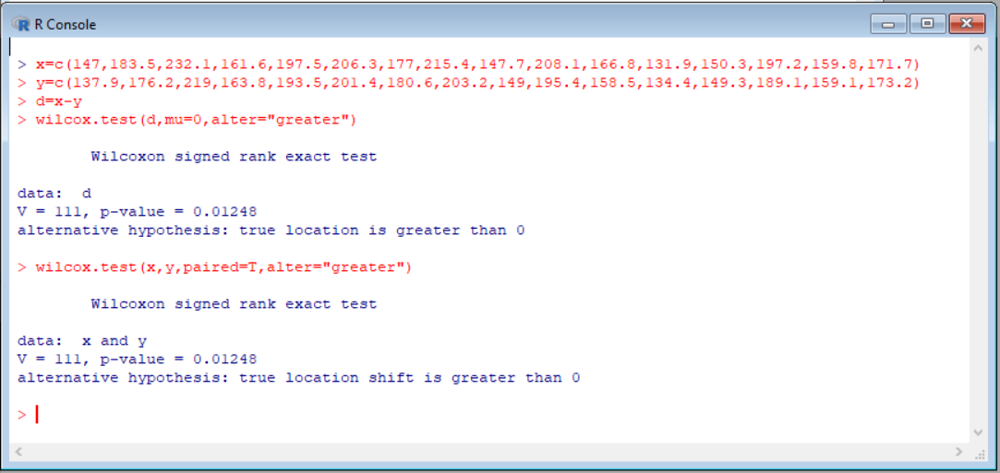 R Console
> x=c(147,183.5,232.1,161.6,197.5,206.3,177,215.4,147.7,208.1,166.8,131.9,150.3,197.2,159.8,171.7)
> y=c(137.9,176.2,219,163.8,193.5,201.4,180.6,203.2,149,195.4,158.5,134.4,149.3,189.1,159.1,173.2)
> d=x-y
> wilcox.test(d,mu=0,alter="greater")
Wilcoxon signed rank exact test
data:  d
V = 111, p-value = 0.01248
alternative hypothesis: true location is greater than 0
> wilcox.test(x,y,paired=T,alter="greater")
Wilcoxon signed rank exact test
data:  x and y
V = 111, p-value = 0.01248
alternative hypothesis: true location shift is greater than 0
>